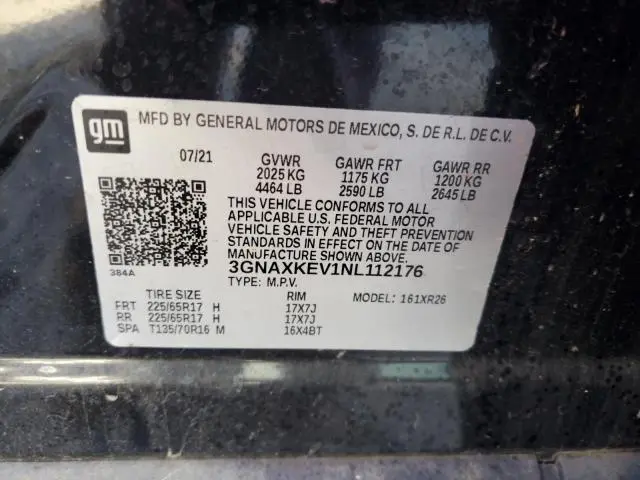 gm
MFD BY GENERAL MOTORS DE MEXICO, S. DE R.L. DE C.V.
07/21 GVWR GAWR FRT GAWR RR
2025 KG 1175 KG 1200 KG
4464 LB 2590 LB 2645 LB
THIS VEHICLE CONFORMS TO ALL
APPLICABLE U.S. FEDERAL MOTOR
VEHICLE SAFETY AND THEFT PREVENTION
STANDARDS IN EFFECT ON THE DATE OF
MANUFACTURE SHOWN ABOVE.
384A
3GNAXKEV1NL112176
TYPE: M.P.V.
TIRE SIZE RIM MODEL: 161XR26
FRT 225/65R17 H 17X7J
RR 225/65R17 H 17X7J
SPA T135/70R16 M 16X4BT